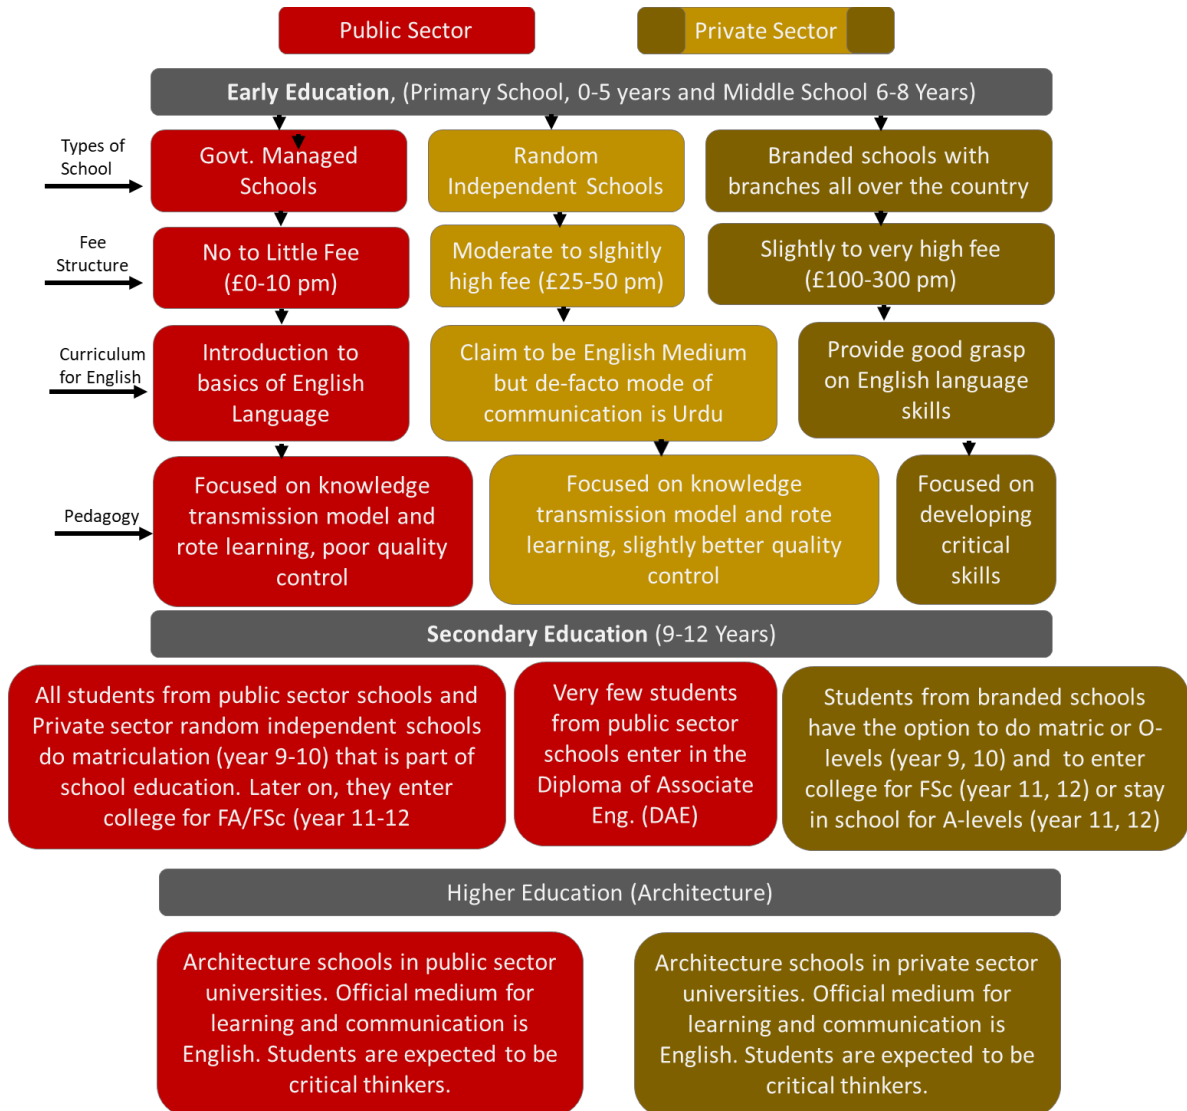 Public Sector
Private Sector
Early Education, (Primary School, 0-5 years and Middle School 6-8 Years)
Types of
School
Govt. Managed
Schools
Random
Independent Schools
Branded schools with
branches all over the country
Fee
Structure
No to Little Fee
(£0-10 pm)
Moderate to slghitly
high fee (£25-50 pm)
Slightly to very high fee
(£100-300 pm)
Curriculum
for English
Introduction to
basics of English
Language
Claim to be English Medium
but de-facto mode of
communication is Urdu
Provide good grasp
on English language
skills
Pedagogy
Focused on knowledge
transmission model and
rote learning, poor quality
control
Focused on knowledge
transmission model and rote
learning, slightly better quality
control
Focused on
developing
critical
skills
Secondary Education (9-12 Years)
All students from public sector schools and
Private sector random independent schools
do matriculation (year 9-10) that is part of
school education. Later on, they enter
college for FA/FSc (year 11-12
Very few students
from public sector
schools enter in the
Diploma of Associate
Eng. (DAE)
Students from branded schools
have the option to do matric or O-
levels (year 9, 10) and  to enter
college for FSc (year 11, 12) or stay
in school for A-levels (year 11, 12)
Higher Education (Architecture)
Architecture schools in public sector
universities. Official medium for
learning and communication is
English. Students are expected to be
critical thinkers.
Architecture schools in private sector
universities. Official medium for
learning and communication is
English. Students are expected to be
critical thinkers.